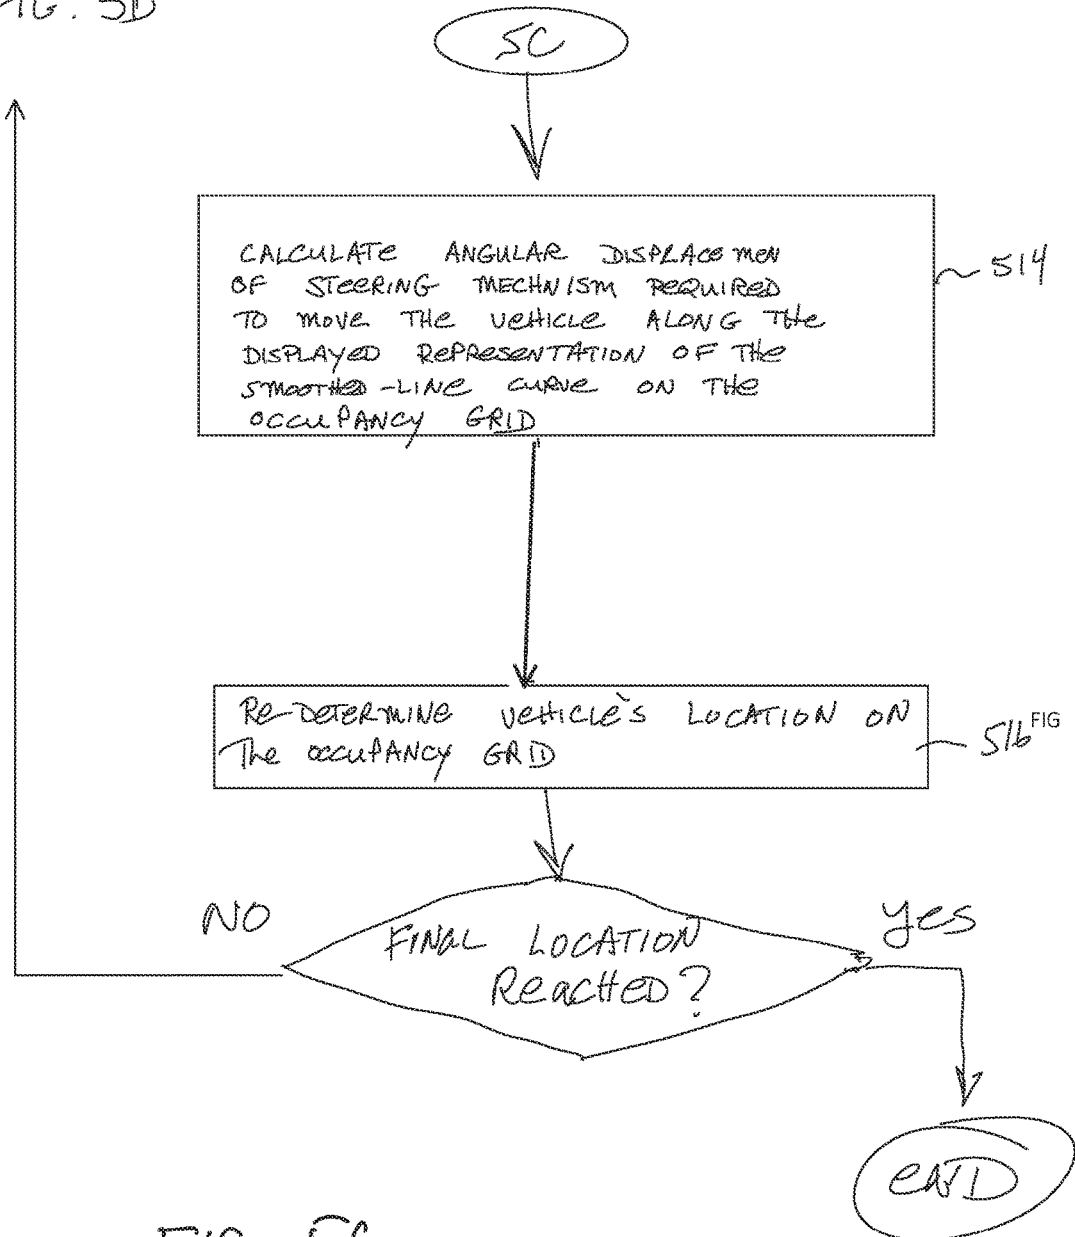 FIG. 5D
5C
CALCULATE ANGULAR DISPLACEMEN
OF STEERING MECHNISM REQUIRED
TO MOVE THE VEHICLE ALONG THE
DISPLAYED REPRESENTATION OF THE
SMOOTHED-LINE CURVE ON THE
OCCUPANCY GRID
514
RE-DETERMINE VEHICLE'S LOCATION ON
The OCCUPANCY GRID
516 FIG
NO
FINAL LOCATION
REACHED?
yes
END